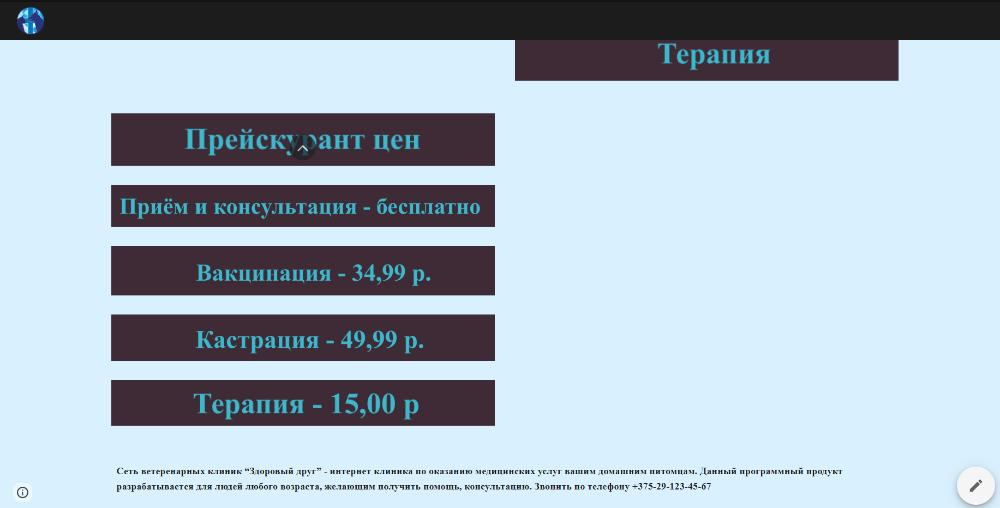 Терапия
Прейскурант цен
Приём и консультация - бесплатно
Вакцинация - 34,99 р.
Кастрация - 49,99 р.
Терапия - 15,00 р
Сеть ветеренарных клиник “Здоровый друг” - интернет клиника по оказанию медицинских услуг вашим домашним питомцам. Данный программный продукт
разрабатывается для людей любого возраста, желающим получить помощь, консультацию. Звонить по телефону +375-29-123-45-67